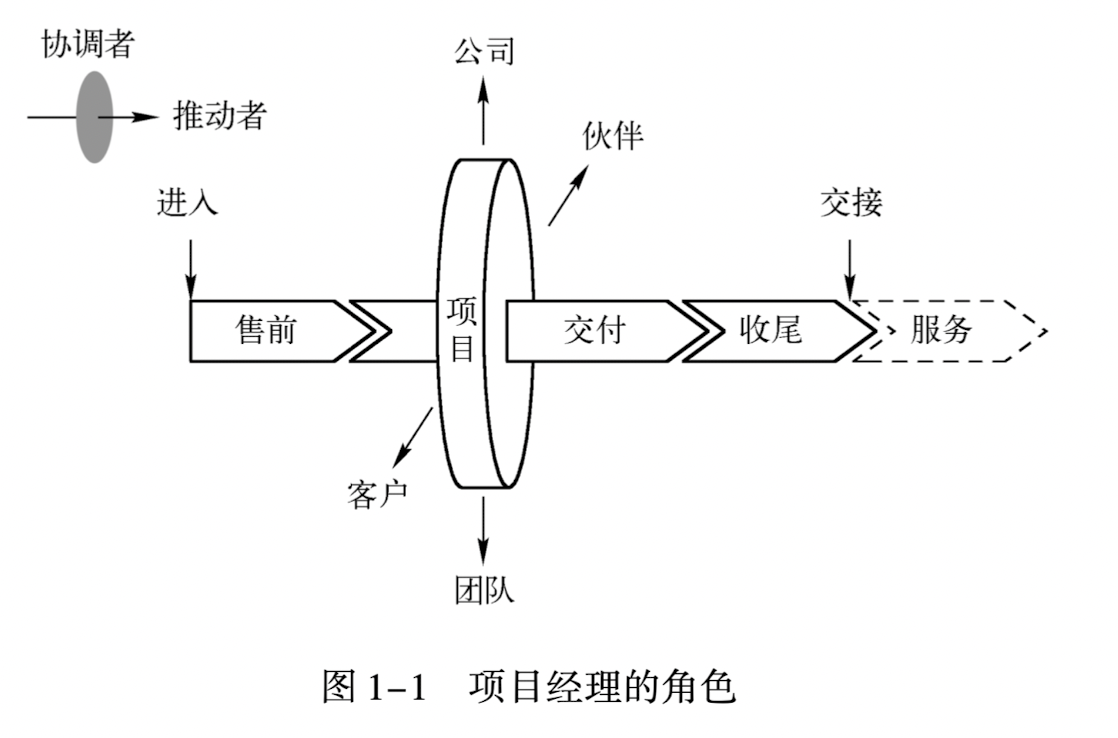 协调者
推动者
公司
伙伴
进入
交接
售前
项
目
交付
收尾
服务
客户
团队
图 1-1 项目经理的角色